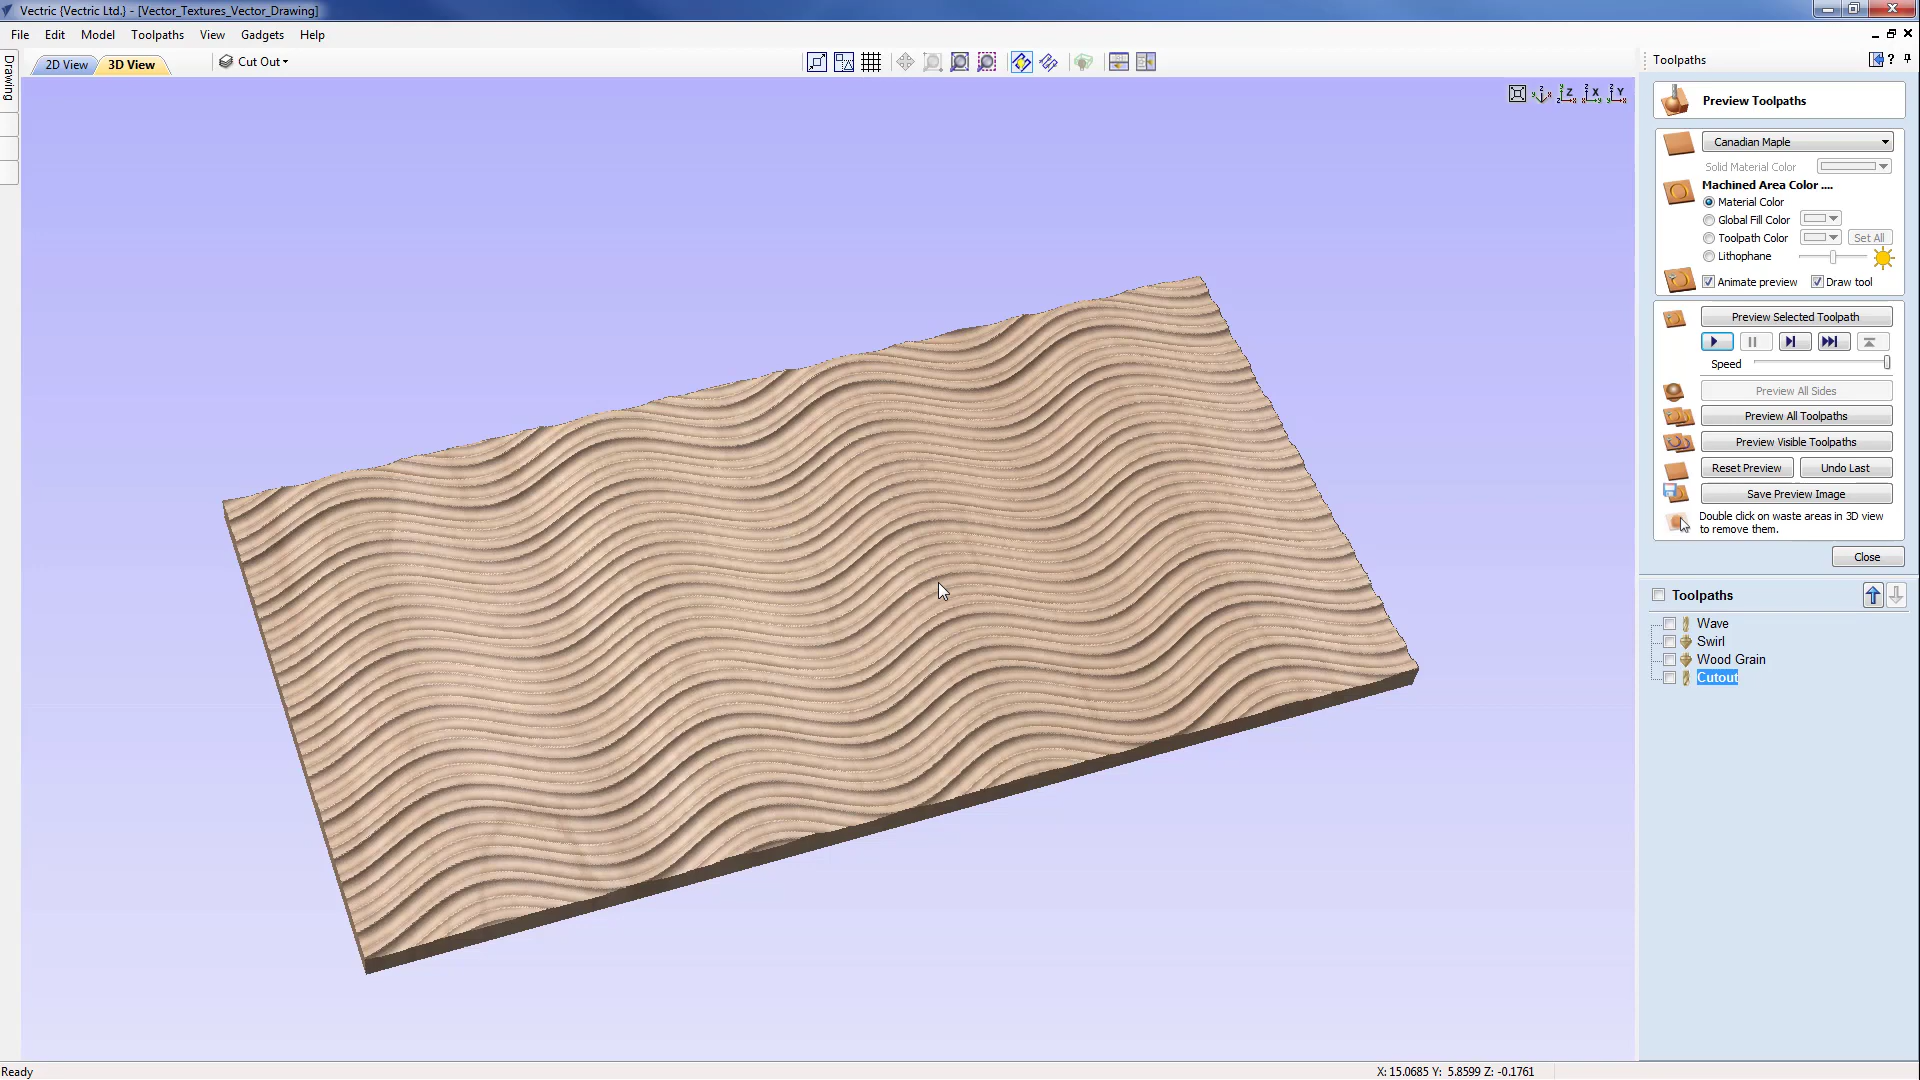 Vectric {Vectric Ltd.} - [Vector_Textures_Vector_Drawing]
File Edit Model Toolpaths View Gadgets Help
Drawing
2D View 3D View Cut Out
Toolpaths
Preview Toolpaths
Canadian Maple
Solid Material Color
Machined Area Color ....
Material Color
Global Fill Color
Toolpath Color Set All
Lithophane
Animate preview Draw tool
Preview Selected Toolpath
Speed
Preview All Sides
Preview All Toolpaths
Preview Visible Toolpaths
Reset Preview Undo Last
Save Preview Image
Double click on waste areas in 3D view
to remove them.
Close
Toolpaths
Wave
Swirl
Wood Grain
Cutout
Ready X: 15.0685 Y: 5.8599 Z: -0.1761